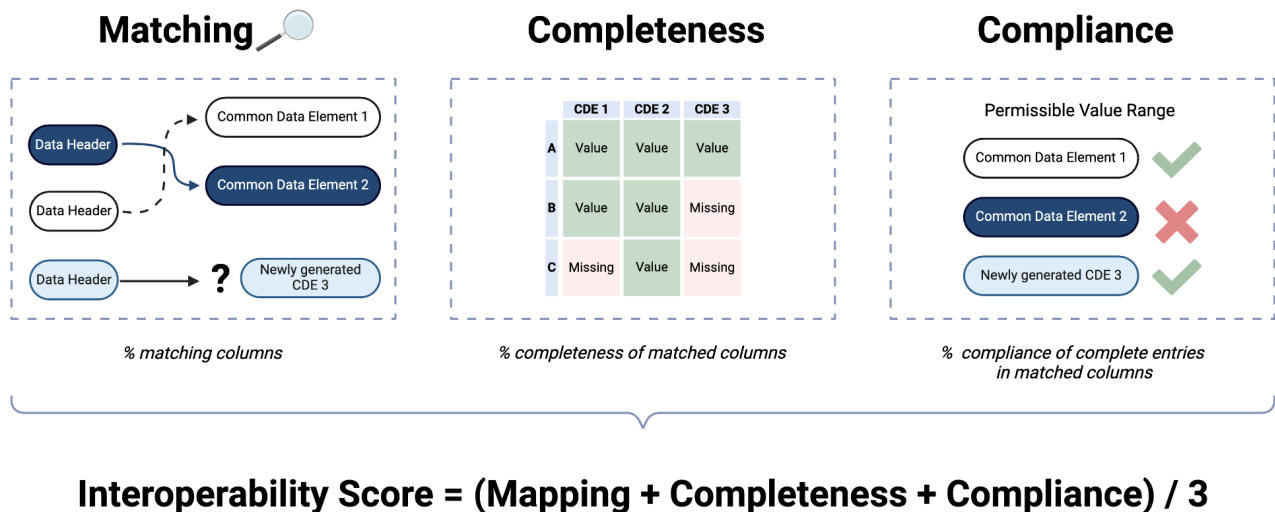 Matching
Completeness
Compliance
Data Header
Common Data Element 1
Common Data Element 2
Data Header
Data Header
?
Newly generated
CDE 3
% matching columns
CDE 1 CDE 2 CDE 3
A Value Value Value
B Value Value Missing
C Missing Value Missing
% completeness of matched columns
Permissible Value Range
Common Data Element 1
Common Data Element 2
Newly generated CDE 3
% compliance of complete entries
in matched columns
Interoperability Score = (Mapping + Completeness + Compliance) / 3